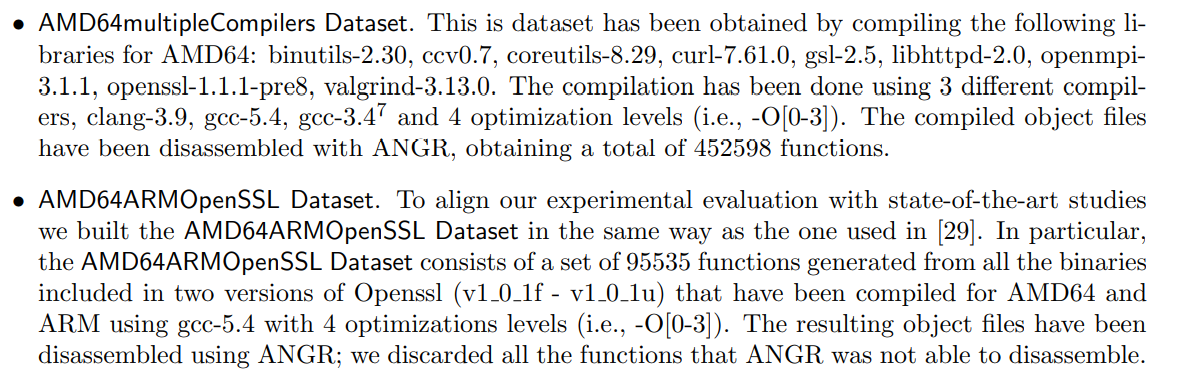 • AMD64multipleCompilers Dataset. This is dataset has been obtained by compiling the following li-
braries for AMD64: binutils-2.30, ccv0.7, coreutils-8.29, curl-7.61.0, gsl-2.5, libhttpd-2.0, openmpi-
3.1.1, openssl-1.1.1-pre8, valgrind-3.13.0. The compilation has been done using 3 different compil-
ers, clang-3.9, gcc-5.4, gcc-3.4⁷ and 4 optimization levels (i.e., -O[0-3]). The compiled object files
have been disassembled with ANGR, obtaining a total of 452598 functions.
• AMD64ARMOpenSSL Dataset. To align our experimental evaluation with state-of-the-art studies
we built the AMD64ARMOpenSSL Dataset in the same way as the one used in [29]. In particular,
the AMD64ARMOpenSSL Dataset consists of a set of 95535 functions generated from all the binaries
included in two versions of Openssl (v1_0_1f - v1_0_1u) that have been compiled for AMD64 and
ARM using gcc-5.4 with 4 optimizations levels (i.e., -O[0-3]). The resulting object files have been
disassembled using ANGR; we discarded all the functions that ANGR was not able to disassemble.